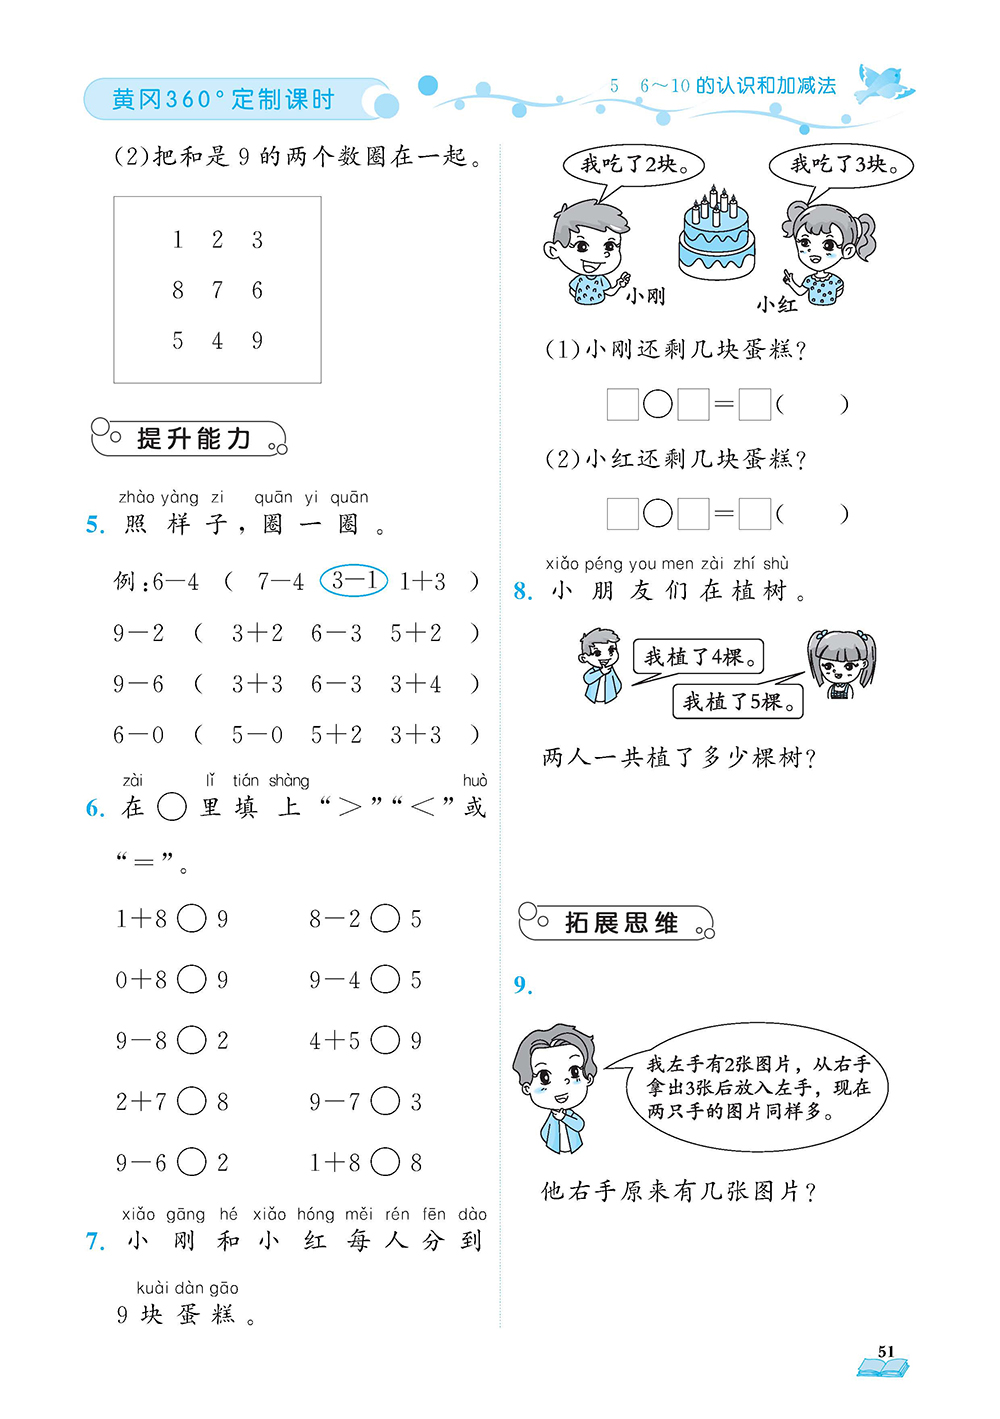 黄冈360°定制课时
5 6～10的认识和加减法
(2)把和是9的两个数圈在一起。
1 2 3
8 7 6
5 4 9
提升能力
zhào yàng zi quān yi quān
5. 照样子,圈一圈。
例:6－4 ( 7－4 3－1 1＋3 )
9－2 ( 3＋2 6－3 5＋2 )
9－6 ( 3＋3 6－3 3＋4 )
6－0 ( 5－0 5＋2 3＋3 )
zài lǐ tián shàng huò
6. 在○里填上“＞”“＜”或
“＝”。
1＋8○9 8－2○5
0＋8○9 9－4○5
9－8○2 4＋5○9
2＋7○8 9－7○3
9－6○2 1＋8○8
xiǎo gāng hé xiǎo hóng měi rén fēn dào
7. 小刚和小红每人分到
kuài dàn gāo
9块蛋糕。
我吃了2块。 我吃了3块。
小刚 小红
(1)小刚还剩几块蛋糕?
□○□＝□( )
(2)小红还剩几块蛋糕?
□○□＝□( )
xiǎo péng you men zài zhí shù
8. 小朋友们在植树。
我植了4棵。
我植了5棵。
两人一共植了多少棵树?
拓展思维
9.
我左手有2张图片，从右手
拿出3张后放入左手，现在
两只手的图片同样多。
他右手原来有几张图片?
51